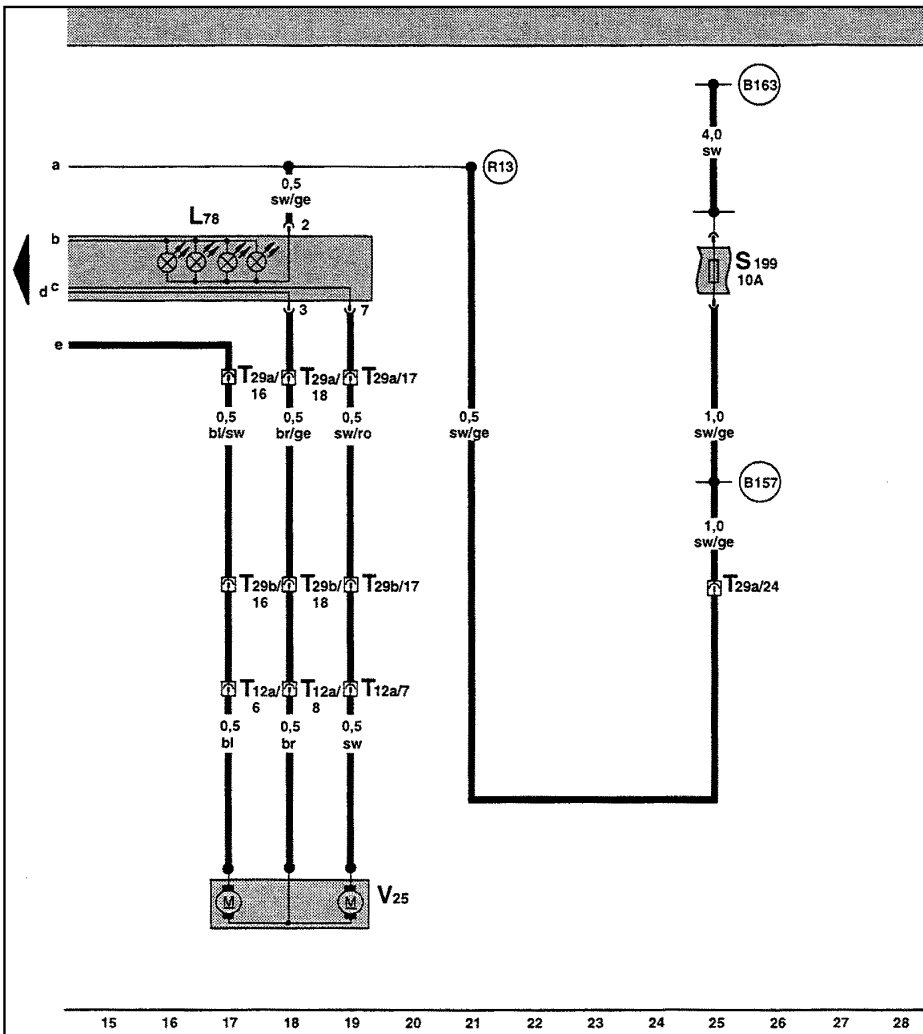 B163
4,0
sw
a
R13
0,5
sw/ge
L78
2
b
S 199
10A
c
d
3
7
e
T29a/
16
T29a/
18
T29a/17
0,5
bl/sw
0,5
br/ge
0,5
sw/ro
0,5
sw/ge
1,0
sw/ge
B157
1,0
sw/ge
T29b/
16
T29b/
18
T29b/17
T29a/24
T12a/
6
T12a/
8
T12a/7
0,5
bl
0,5
br
0,5
sw
M
M
V25
15 16 17 18 19 20 21 22 23 24 25 26 27 28